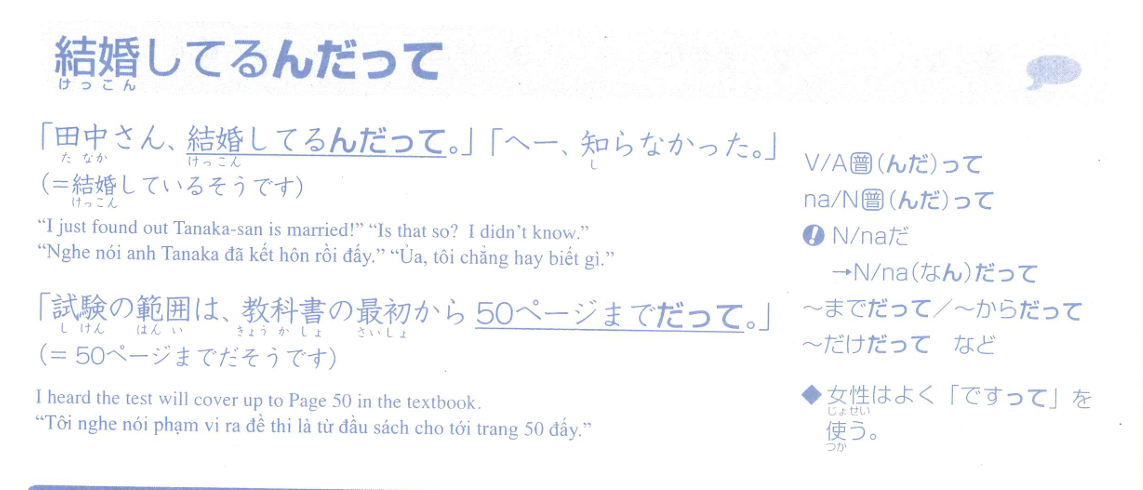 結婚してるんだって
けっこん
「田中さん、結婚してるんだって。」「へー、知らなかった。」
た なか けっこん し
(=結婚しているそうです)
けっこん
“I just found out Tanaka-san is married!” “Is that so? I didn’t know.”
“Nghe nói anh Tanaka đã kết hôn rồi đấy.” “Ủa, tôi chẳng hay biết gì.”
「試験の範囲は、教科書の最初から 50ページまでだって。」
し けん はん い きょう か しょ さいしょ
(= 50ページまでだそうです)
I heard the test will cover up to Page 50 in the textbook.
“Tôi nghe nói phạm vi ra đề thi là từ đầu sách cho tới trang 50 đấy.”
V/A普(んだ)って
na/N普(んだ)って
! N/naだ
→N/na(なん)だって
〜までだって/〜からだって
〜だけだって など
◆女性はよく「ですって」を
じょせい
使う。
つか